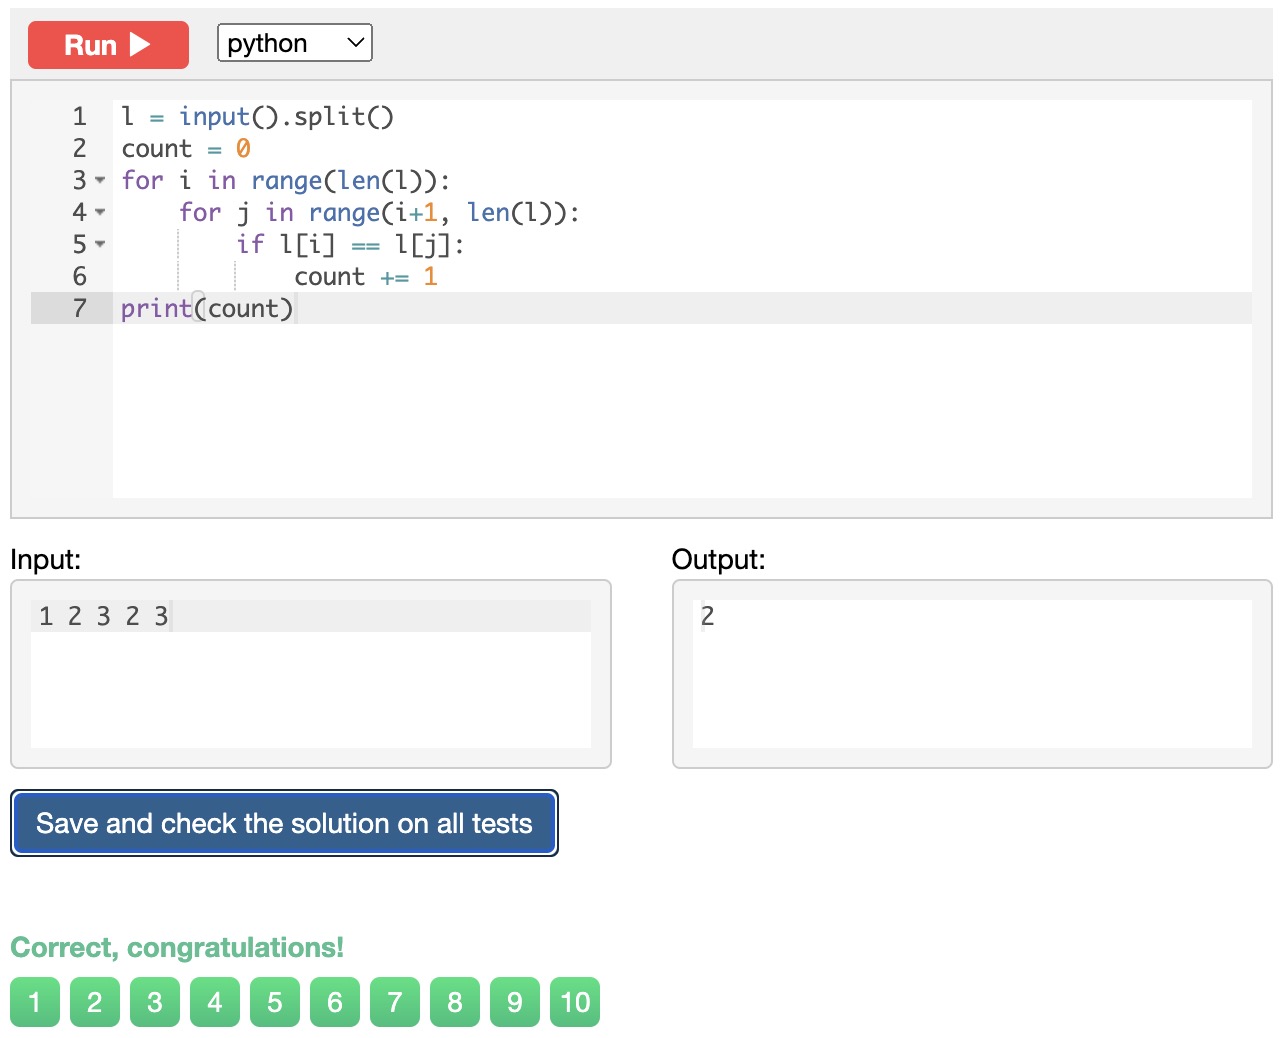 Run
python
1 l = input().split()
2 count = 0
3 for i in range(len(l)):
4     for j in range(i+1, len(l)):
5         if l[i] == l[j]:
6             count += 1
7 print(count)
Input:
Output:
1 2 3 2 3
2
Save and check the solution on all tests
Correct, congratulations!
1 2 3 4 5 6 7 8 9 10